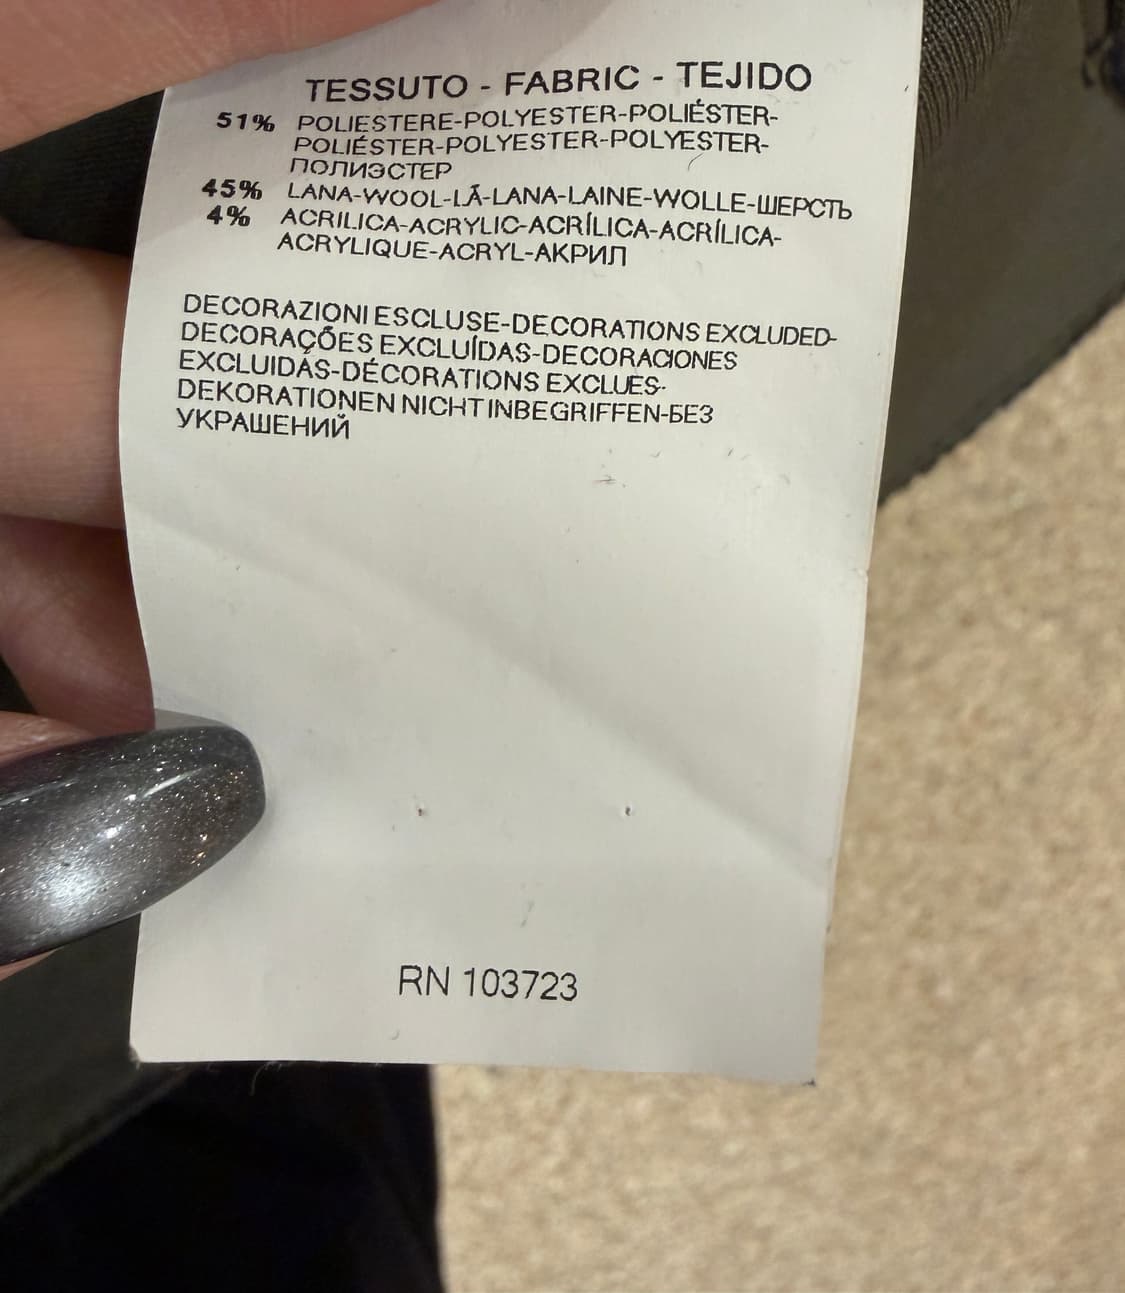 TESSUTO - FABRIC - TEJIDO
51% POLIESTERE-POLYESTER-POLIÉSTER-
POLIÉSTER-POLYESTER-POLYESTER-
ПОЛИЭСТЕР
45% LANA-WOOL-LÃ-LANA-LAINE-WOLLE-ШЕРСТЬ
4% ACRILICA-ACRYLIC-ACRÍLICA-ACRÍLICA-
ACRYLIQUE-ACRYL-АКРИЛ
DECORAZIONI ESCLUSE-DECORATIONS EXCLUDED-
DECORAÇÕES EXCLUÍDAS-DECORACIONES
EXCLUIDAS-DÉCORATIONS EXCLUES-
DEKORATIONEN NICHT INBEGRIFFEN-БЕЗ
УКРАШЕНИЙ
RN 103723